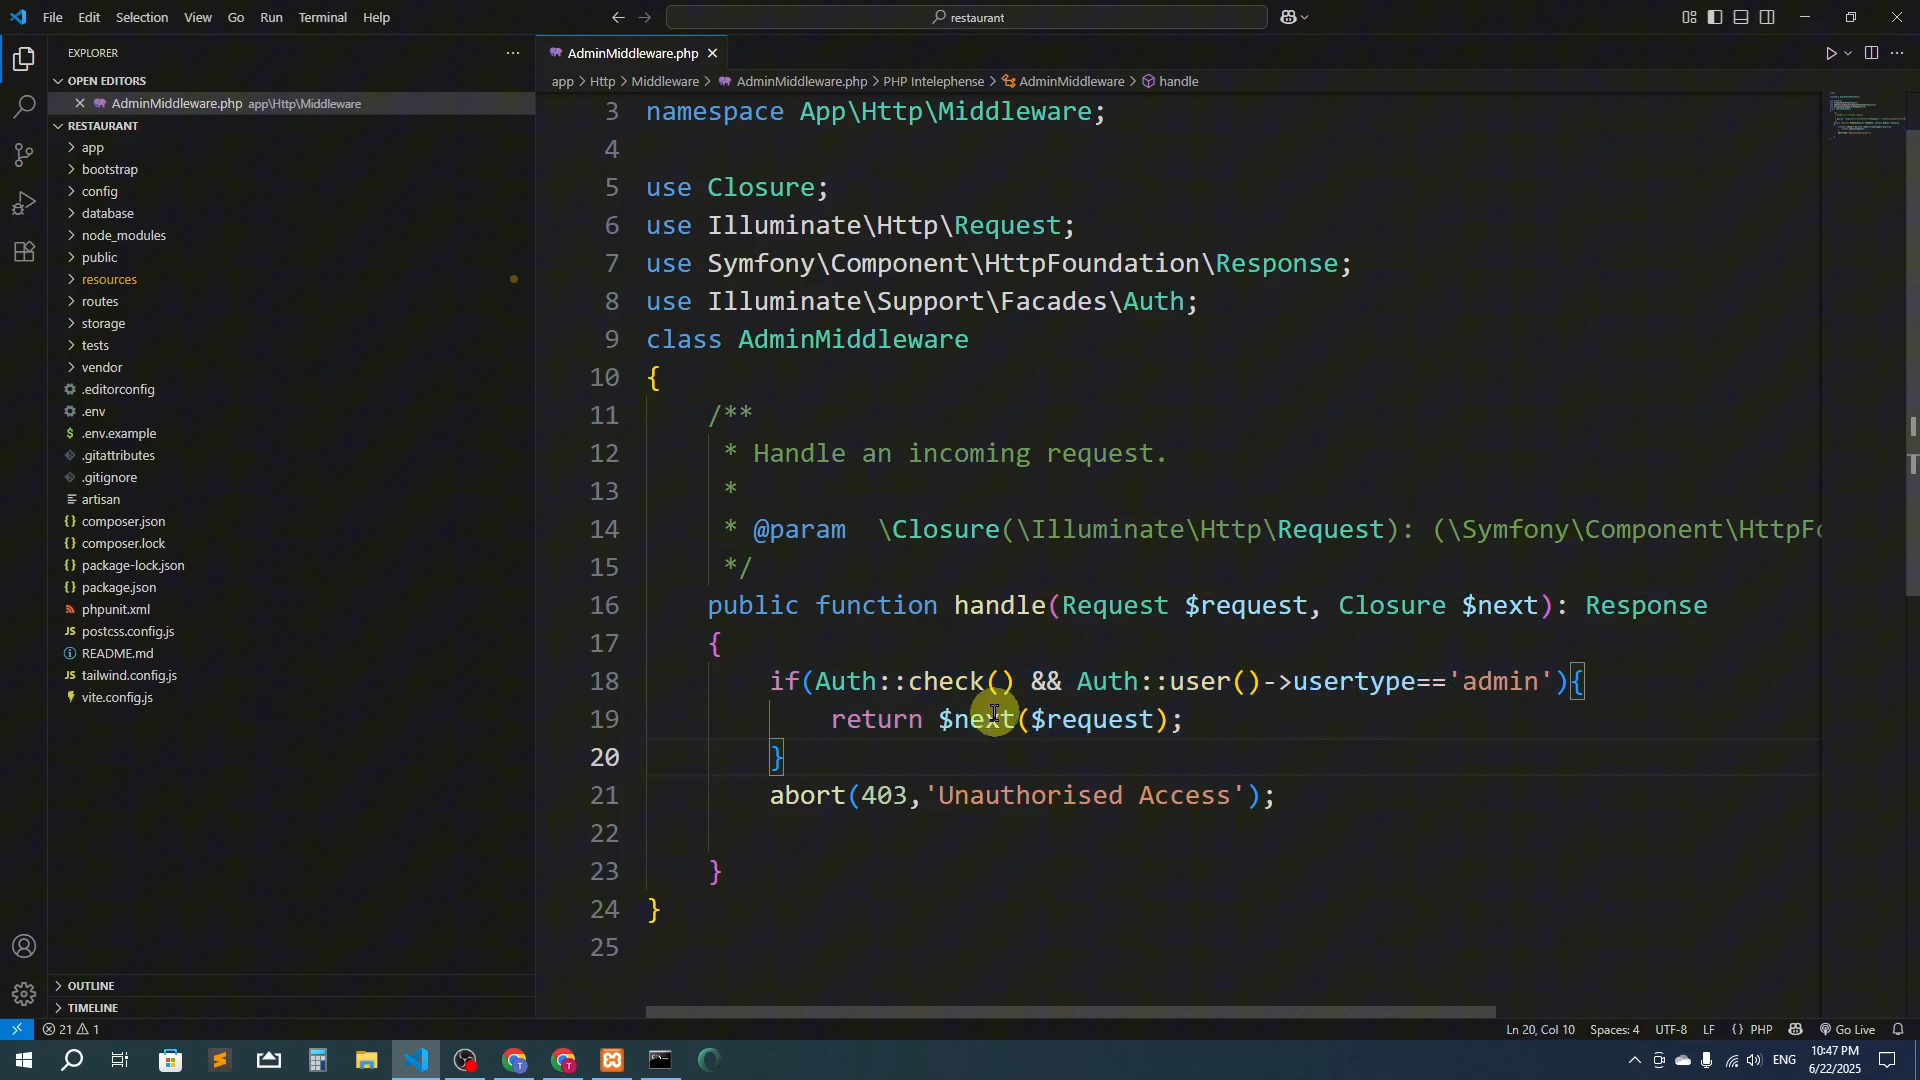 File Edit Selection View Go Run Terminal Help
restaurant
EXPLORER
OPEN EDITORS
AdminMiddleware.php app\Http\Middleware
RESTAURANT
app
bootstrap
config
database
node_modules
public
resources
routes
storage
tests
vendor
.editorconfig
.env
.env.example
.gitattributes
.gitignore
artisan
composer.json
composer.lock
package-lock.json
package.json
phpunit.xml
postcss.config.js
README.md
tailwind.config.js
vite.config.js
OUTLINE
TIMELINE
AdminMiddleware.php
app > Http > Middleware > AdminMiddleware.php > PHP Intelephense > AdminMiddleware > handle
3 namespace App\Http\Middleware;
4
5 use Closure;
6 use Illuminate\Http\Request;
7 use Symfony\Component\HttpFoundation\Response;
8 use Illuminate\Support\Facades\Auth;
9 class AdminMiddleware
10 {
11 /**
12 * Handle an incoming request.
13 *
14 * @param \Closure(\Illuminate\Http\Request): (\Symfony\Component\HttpFo
15 */
16 public function handle(Request $request, Closure $next): Response
17 {
18 if(Auth::check() && Auth::user()->usertype=='admin'){
19 return $next($request);
20 }
21 abort(403,'Unauthorised Access');
22
23 }
24 }
25
21 1 Ln 20, Col 10 Spaces: 4 UTF-8 LF {} PHP Go Live
ENG 10:47 PM
6/22/2025